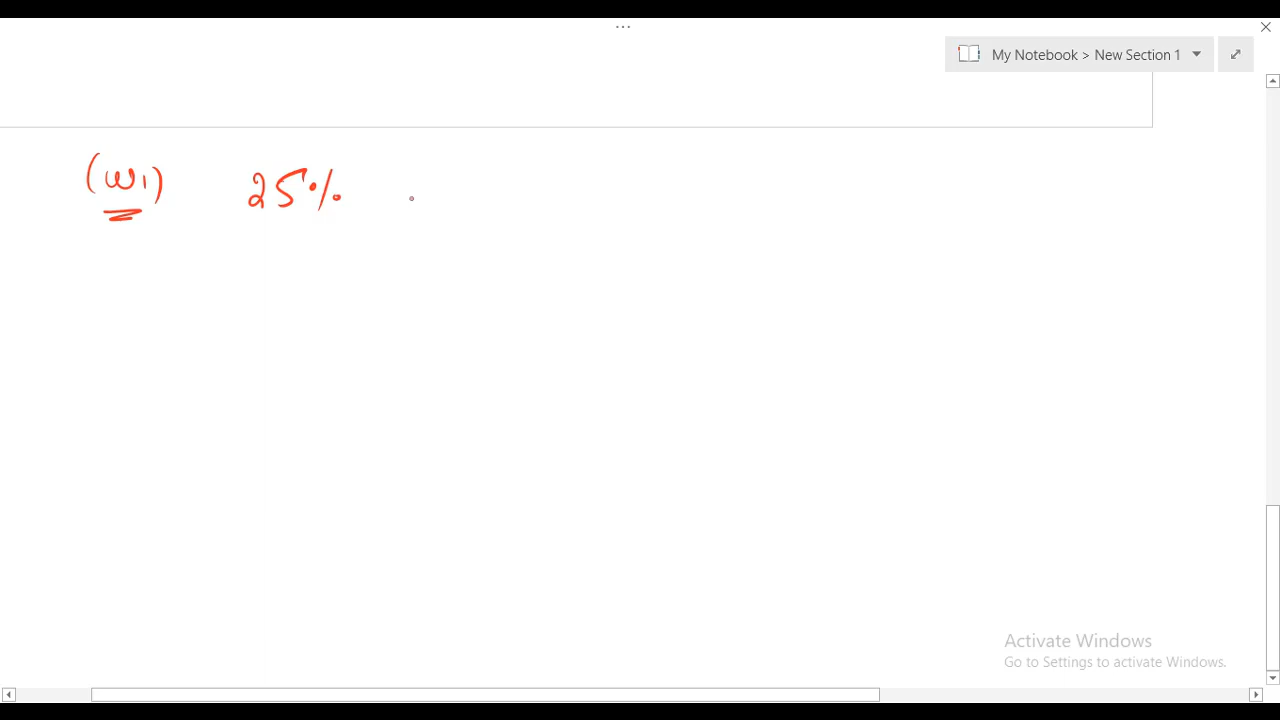 ...
My Notebook > New Section 1
(W1) 25%
Activate Windows
Go to Settings to activate Windows.